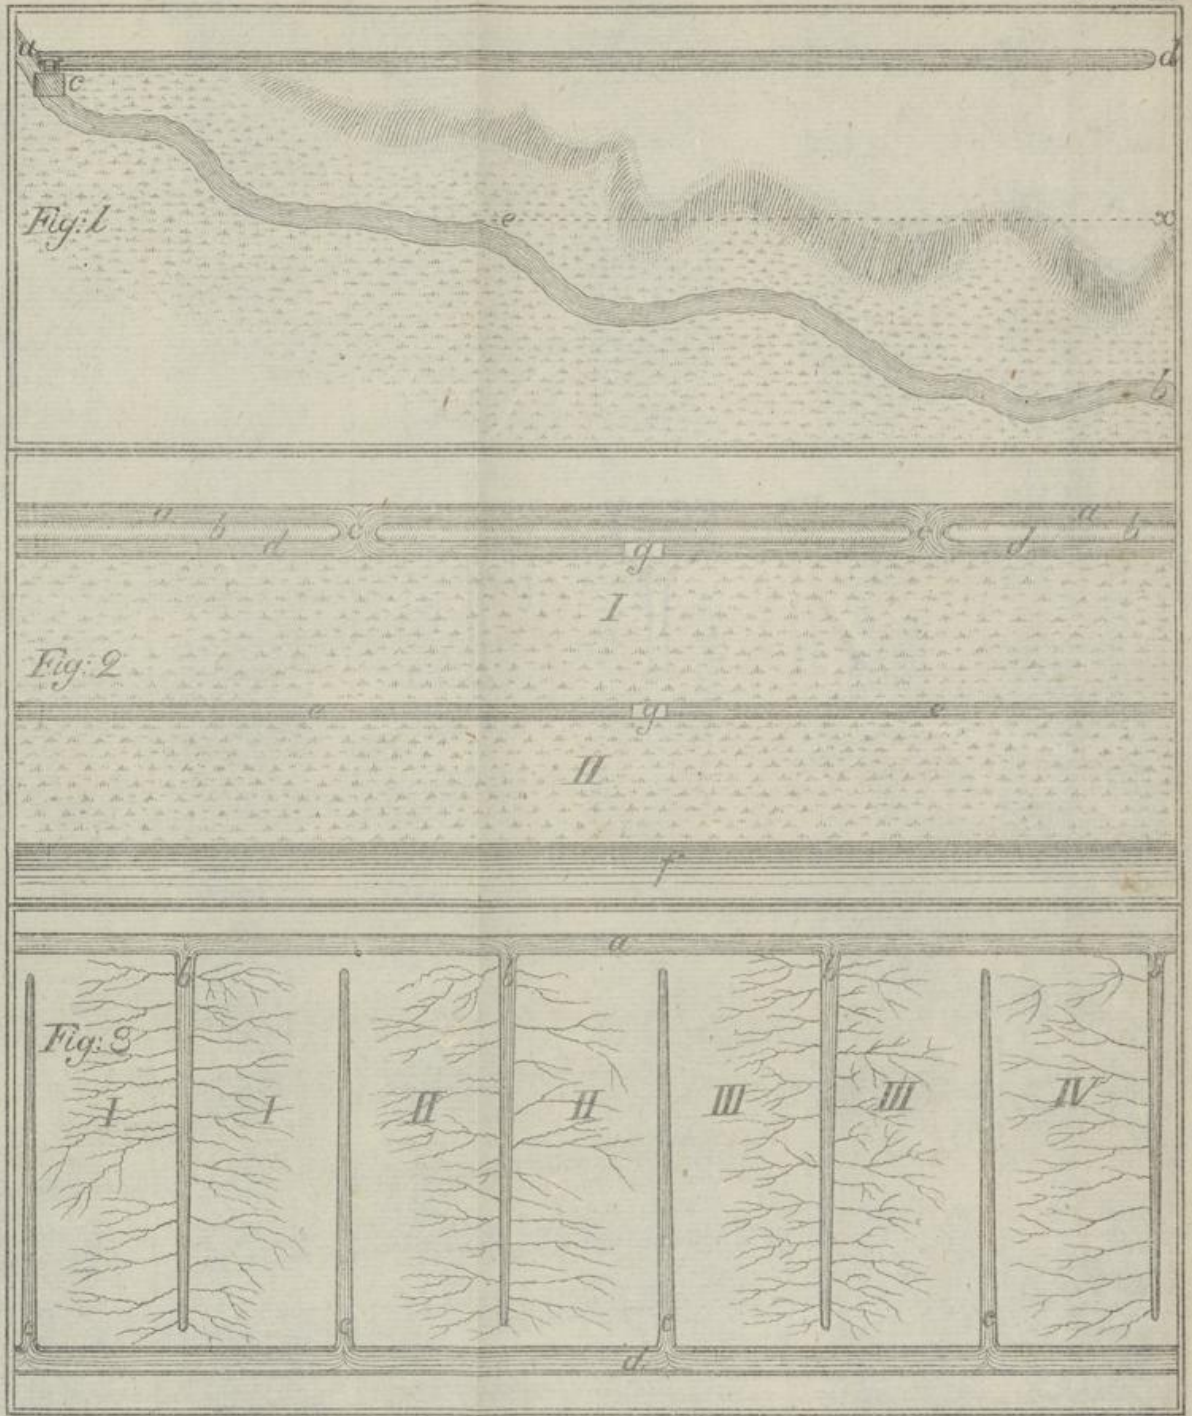 a
d
c
Fig: 1
e x
b
a a
b c c b
d d
g
I
Fig: 2
e g e
II
f
a
b b b b
Fig: 3
I I II II III III IV
c c c c
d